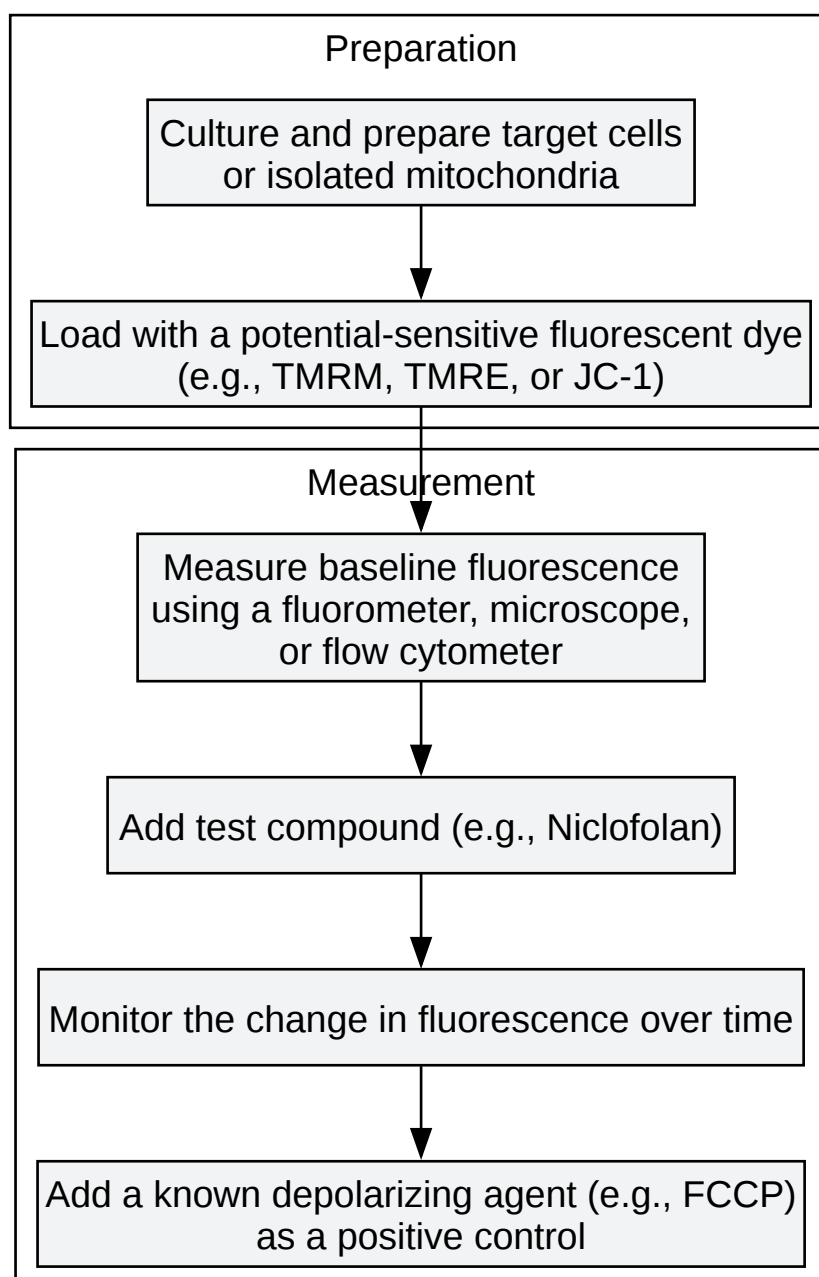 Preparation
Culture and prepare target cells
or isolated mitochondria
Load with a potential-sensitive fluorescent dye
(e.g., TMRM, TMRE, or JC-1)
Measurement
Measure baseline fluorescence
using a fluorometer, microscope,
or flow cytometer
Add test compound (e.g., Niclofolan)
Monitor the change in fluorescence over time
Add a known depolarizing agent (e.g., FCCP)
as a positive control